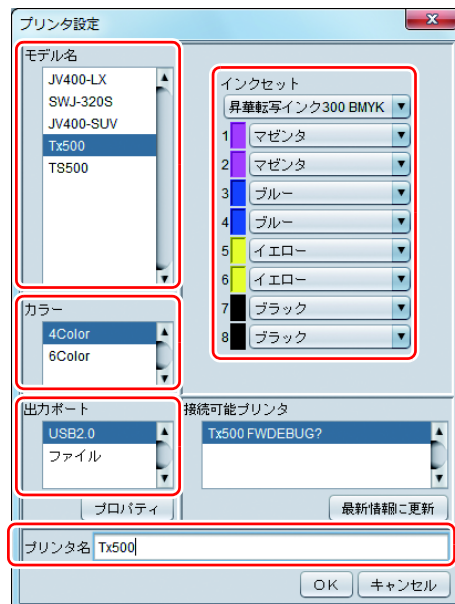 プリンタ設定
モデル名
JV400-LX
SWJ-320S
JV400-SUV
Tx500
TS500
インクセット
昇華転写インク300 BMYK
1 マゼンタ
2 マゼンタ
3 ブルー
4 ブルー
5 イエロー
6 イエロー
7 ブラック
8 ブラック
カラー
4Color
6Color
出力ポート
USB2.0
ファイル
プロパティ
接続可能プリンタ
Tx500 FWDEBUG?
最新情報に更新
プリンタ名 Tx500
OK キャンセル